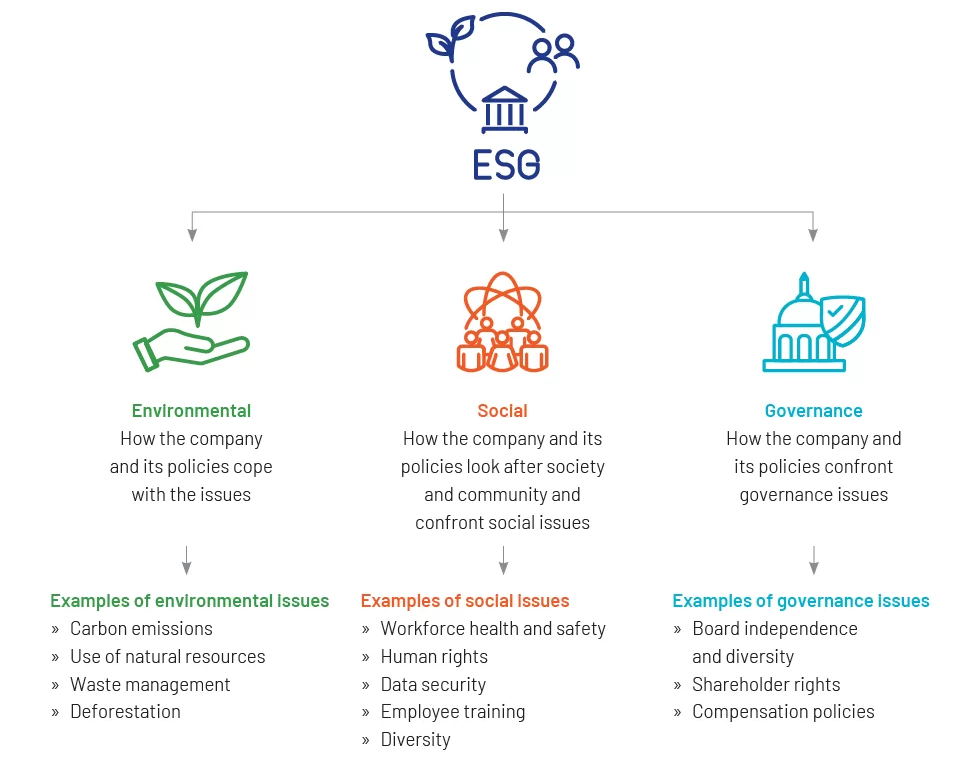 ESG
Environmental
How the company
and its policies cope
with the issues
Social
How the company and its
policies look after society
and community and
confront social issues
Governance
How the company and
its policies confront
governance issues
Examples of environmental issues
» Carbon emissions
» Use of natural resources
» Waste management
» Deforestation
Examples of social issues
» Workforce health and safety
» Human rights
» Data security
» Employee training
» Diversity
Examples of governance issues
» Board independence
and diversity
» Shareholder rights
» Compensation policies